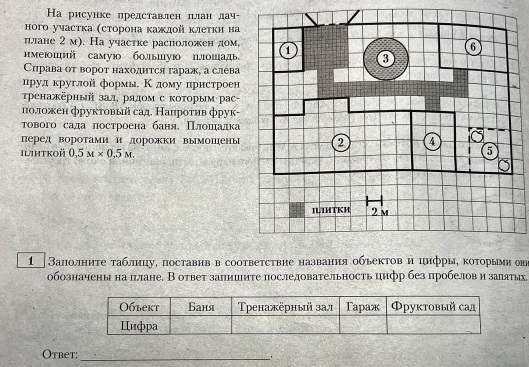 На рисунке представлен план дач-
ного участка (сторона каждой клетки на
плане 2 м). На участке расположен дом,
имеющий самую большую площадь.
Справа от ворот находится гараж, а слева
пруд круглой формы. К дому пристроен
тренажёрный зал, рядом с которым рас-
положен фруктовый сад. Напротив фрук-
тового сада построена баня. Площадка
перед воротами и дорожки вымощены
плиткой 0,5 м × 0,5 м.
1
3
6
2
4
5
плитки 2 м
1 Заполните таблицу, поставив в соответствие названия объектов и цифры, которыми они
обозначены на плане. В ответ запишите последовательность цифр без пробелов и запятых.
Объект Баня Тренажёрный зал Гараж Фруктовый сад
Цифра
Ответ: